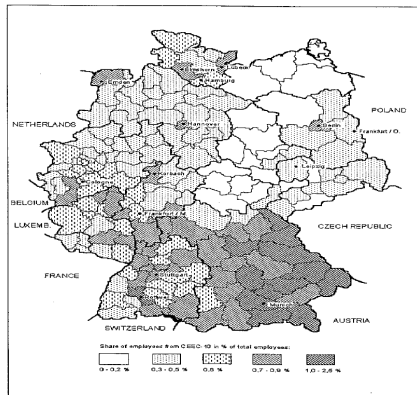 Elmshorn
Lübeck
Hamburg
Emden
POLAND
NETHERLANDS
Hannover
Berlin
Frankfurt / O.
Leipzig
Korbach
BELGIUM
LUXEMB.
Frankfurt / M.
CZECH REPUBLIC
FRANCE
Stuttgart
Munich
SWITZERLAND
AUSTRIA
Share of employees from CEEC-10 in % of total employees:
0 - 0,2 % 0,3 - 0,5 % 0,6 % 0,7 - 0,9 % 1,0 - 2,6 %